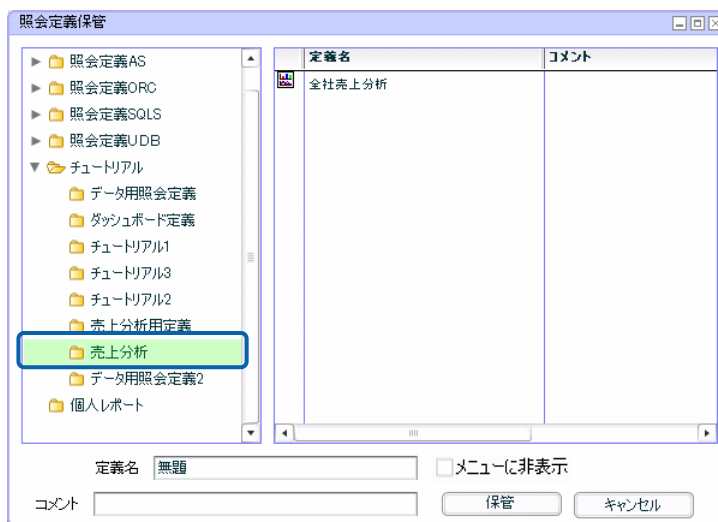 照会定義保管
照会定義AS
照会定義ORC
照会定義SQLS
照会定義UDB
チュートリアル
データ用照会定義
ダッシュボード定義
チュートリアル1
チュートリアル3
チュートリアル2
売上分析用定義
売上分析
データ用照会定義2
個人レポート
定義名 コメント
全社売上分析
定義名 無題 メニューに非表示
コメント 保管 キャンセル